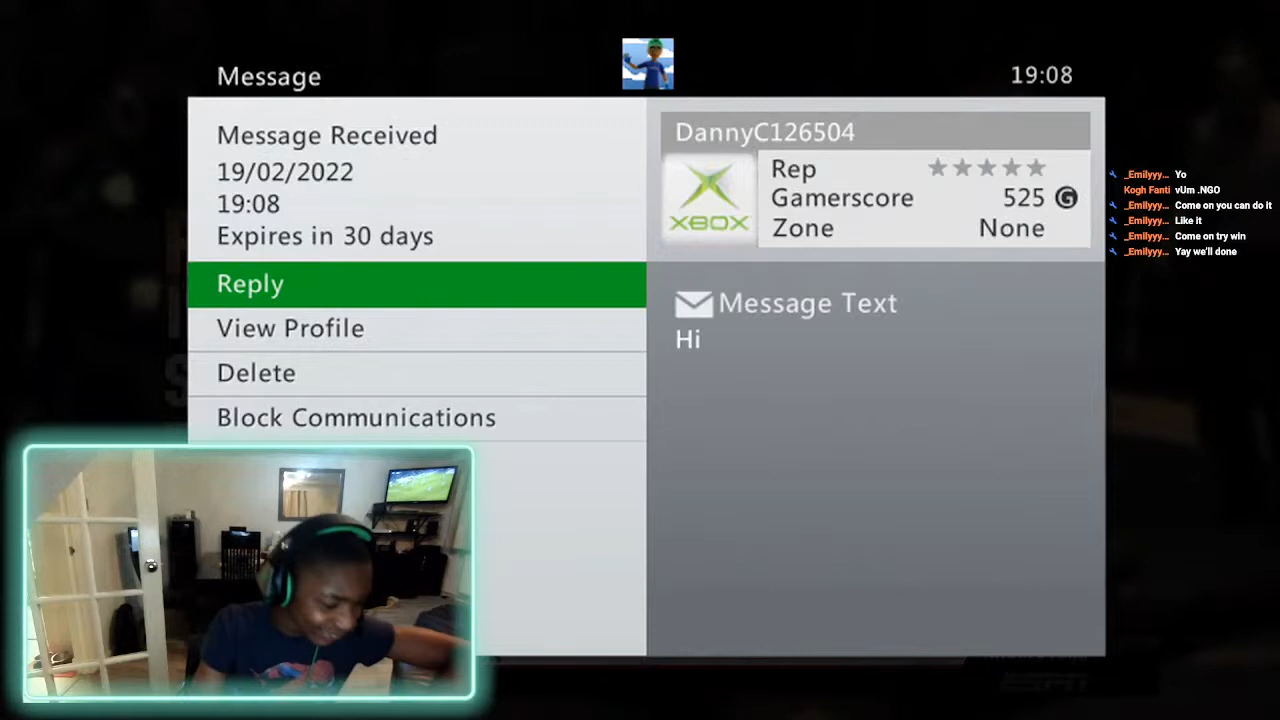 Message
19:08
Message Received
19/02/2022
19:08
Expires in 30 days
Reply
View Profile
Delete
Block Communications
DannyC126504
XBOX
Rep
Gamerscore 525 G
Zone None
Message Text
Hi
_Emilyyy... Yo
Kogh Fanti vUm .NGO
_Emilyyy... Come on you can do it
_Emilyyy... Like it
_Emilyyy... Come on try win
_Emilyyy... Yay we'll done
ESPN